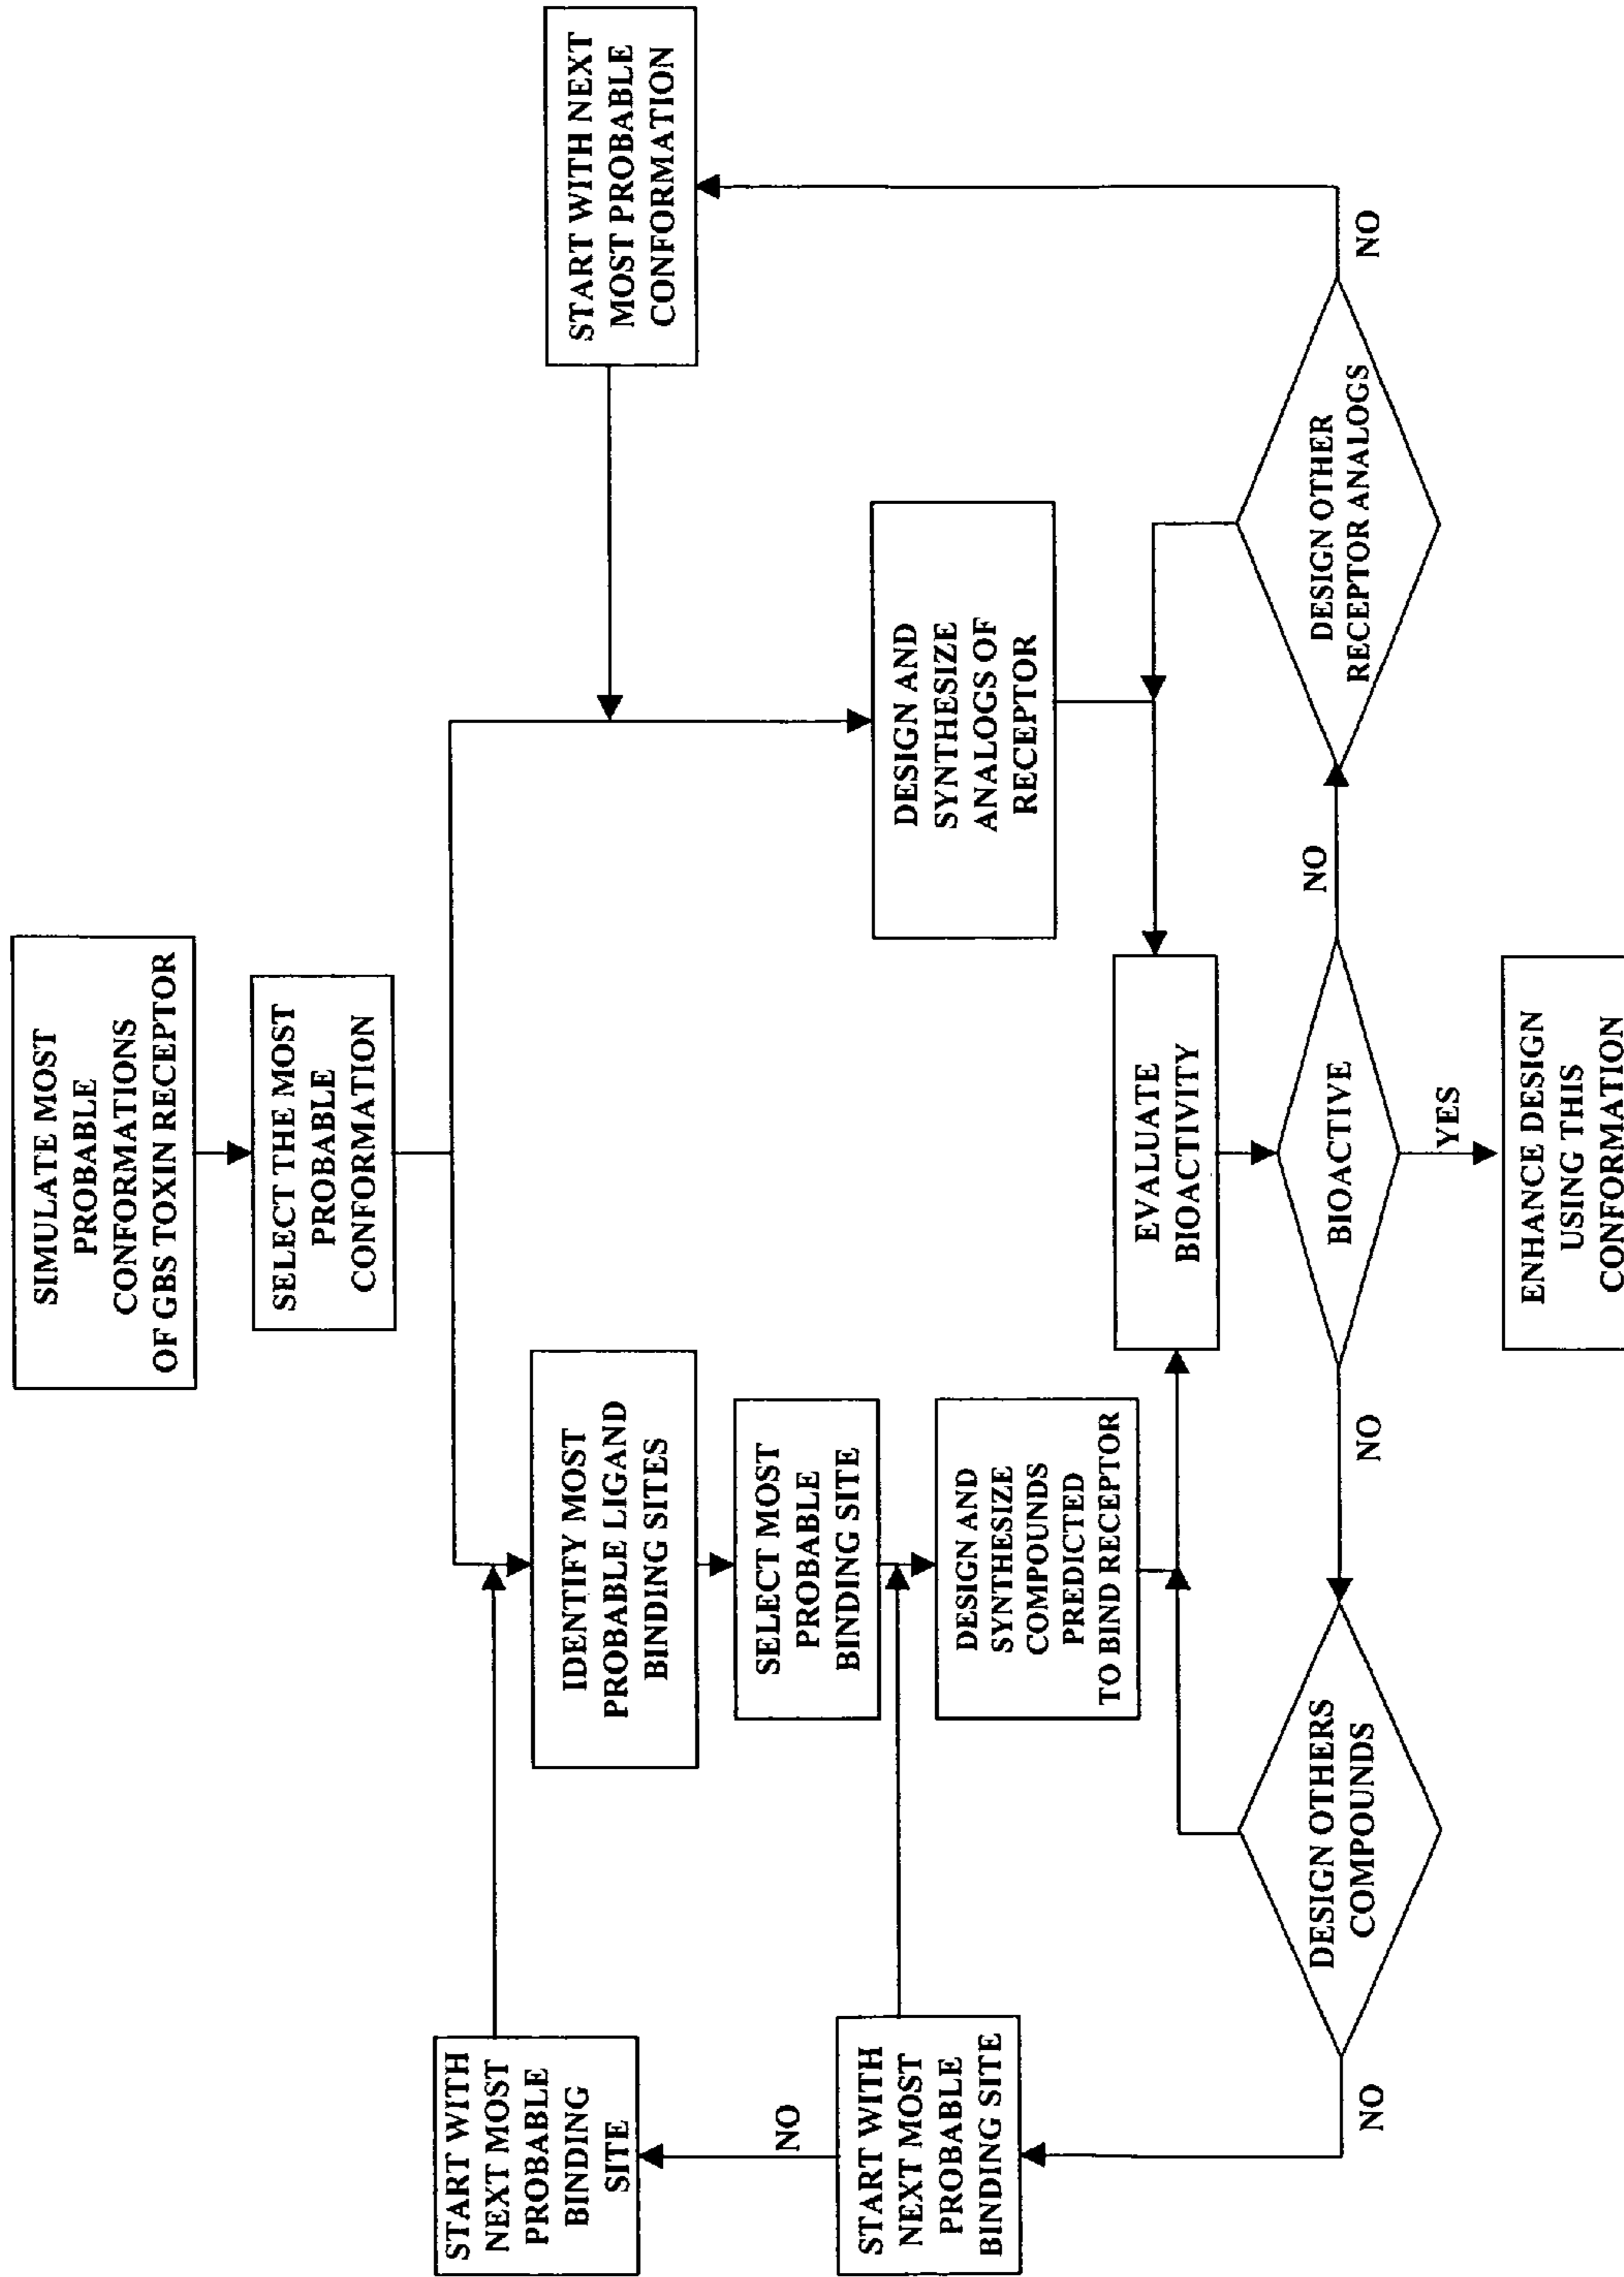 SIMULATE MOST
PROBABLE
CONFORMATIONS
OF GBS TOXIN RECEPTOR
SELECT THE MOST
PROBABLE
CONFORMATION
START WITH
NEXT MOST
PROBABLE
BINDING
SITE
IDENTIFY MOST
PROBABLE LIGAND
BINDING SITES
START WITH NEXT
MOST PROBABLE
CONFORMATION
NO
SELECT MOST
PROBABLE
BINDING SITE
START WITH
NEXT MOST
PROBABLE
BINDING SITE
DESIGN AND
SYNTHESIZE
COMPOUNDS
PREDICTED
TO BIND RECEPTOR
DESIGN AND
SYNTHESIZE
ANALOGS OF
RECEPTOR
EVALUATE
BIOACTIVITY
NO
DESIGN OTHERS
COMPOUNDS
NO
BIOACTIVE
NO
DESIGN OTHER
RECEPTOR ANALOGS
NO
YES
ENHANCE DESIGN
USING THIS
CONFORMATION